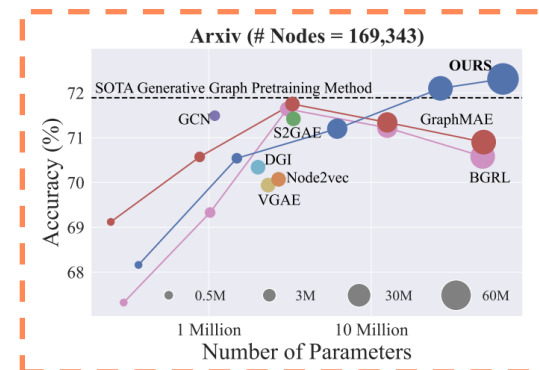 Arxiv (# Nodes = 169,343)
OURS
SOTA Generative Graph Pretraining Method
72
GCN
S2GAE
GraphMAE
71
DGI
BGRL
Node2vec
70
VGAE
69
68
Accuracy (%)
0.5M 3M 30M 60M
1 Million 10 Million
Number of Parameters